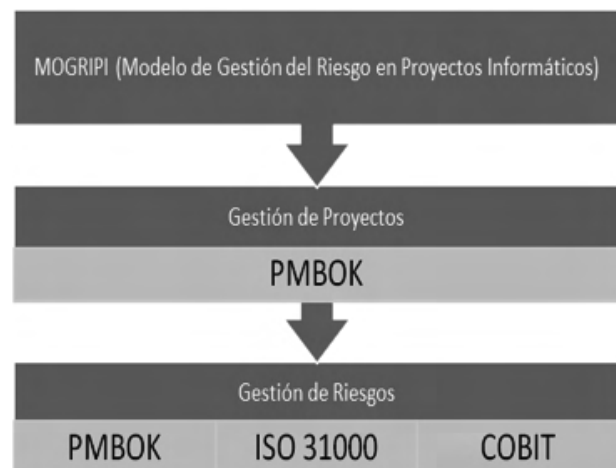 MOGRIPI (Modelo de Gestión del Riesgo en Proyectos Informáticos)
Gestión de Proyectos
PMBOK
Gestión de Riesgos
PMBOK ISO 31000 COBIT